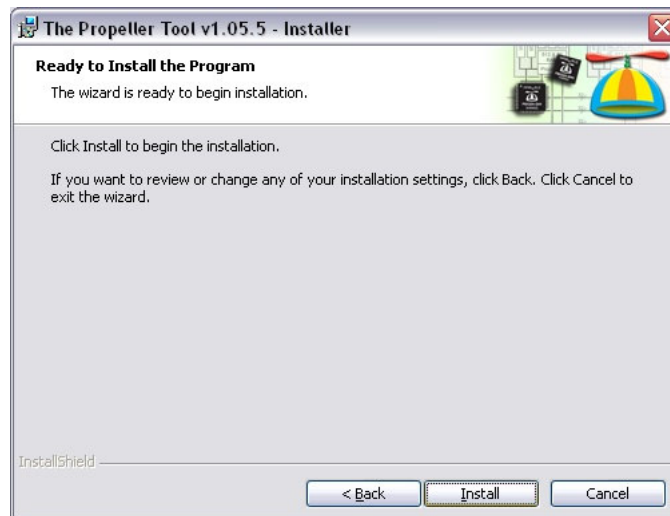 The Propeller Tool v1.05.5 - Installer
Ready to Install the Program
The wizard is ready to begin installation.
Click Install to begin the installation.
If you want to review or change any of your installation settings, click Back. Click Cancel to
exit the wizard.
InstallShield
< Back
Install
Cancel